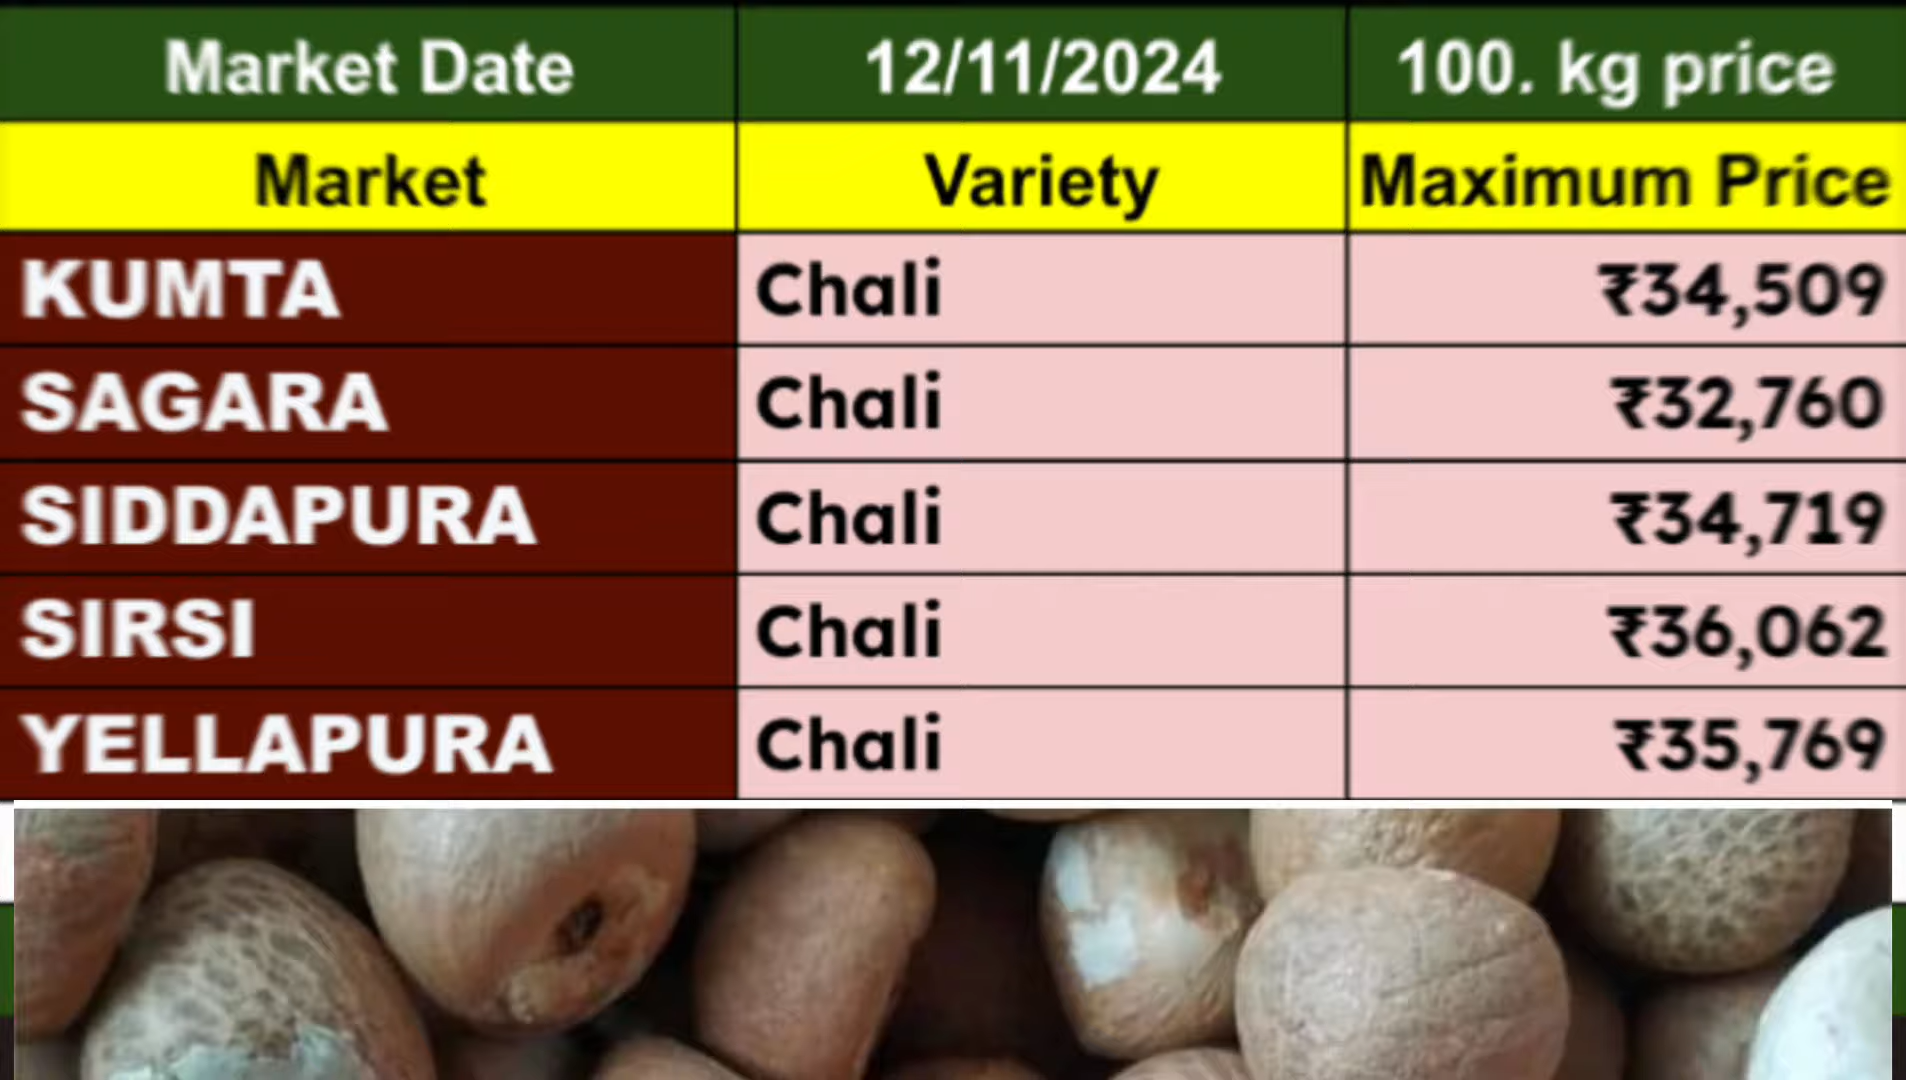 Market Date 12/11/2024 100. kg price
Market Variety Maximum Price
KUMTA Chali ₹34,509
SAGARA Chali ₹32,760
SIDDAPURA Chali ₹34,719
SIRSI Chali ₹36,062
YELLAPURA Chali ₹35,769